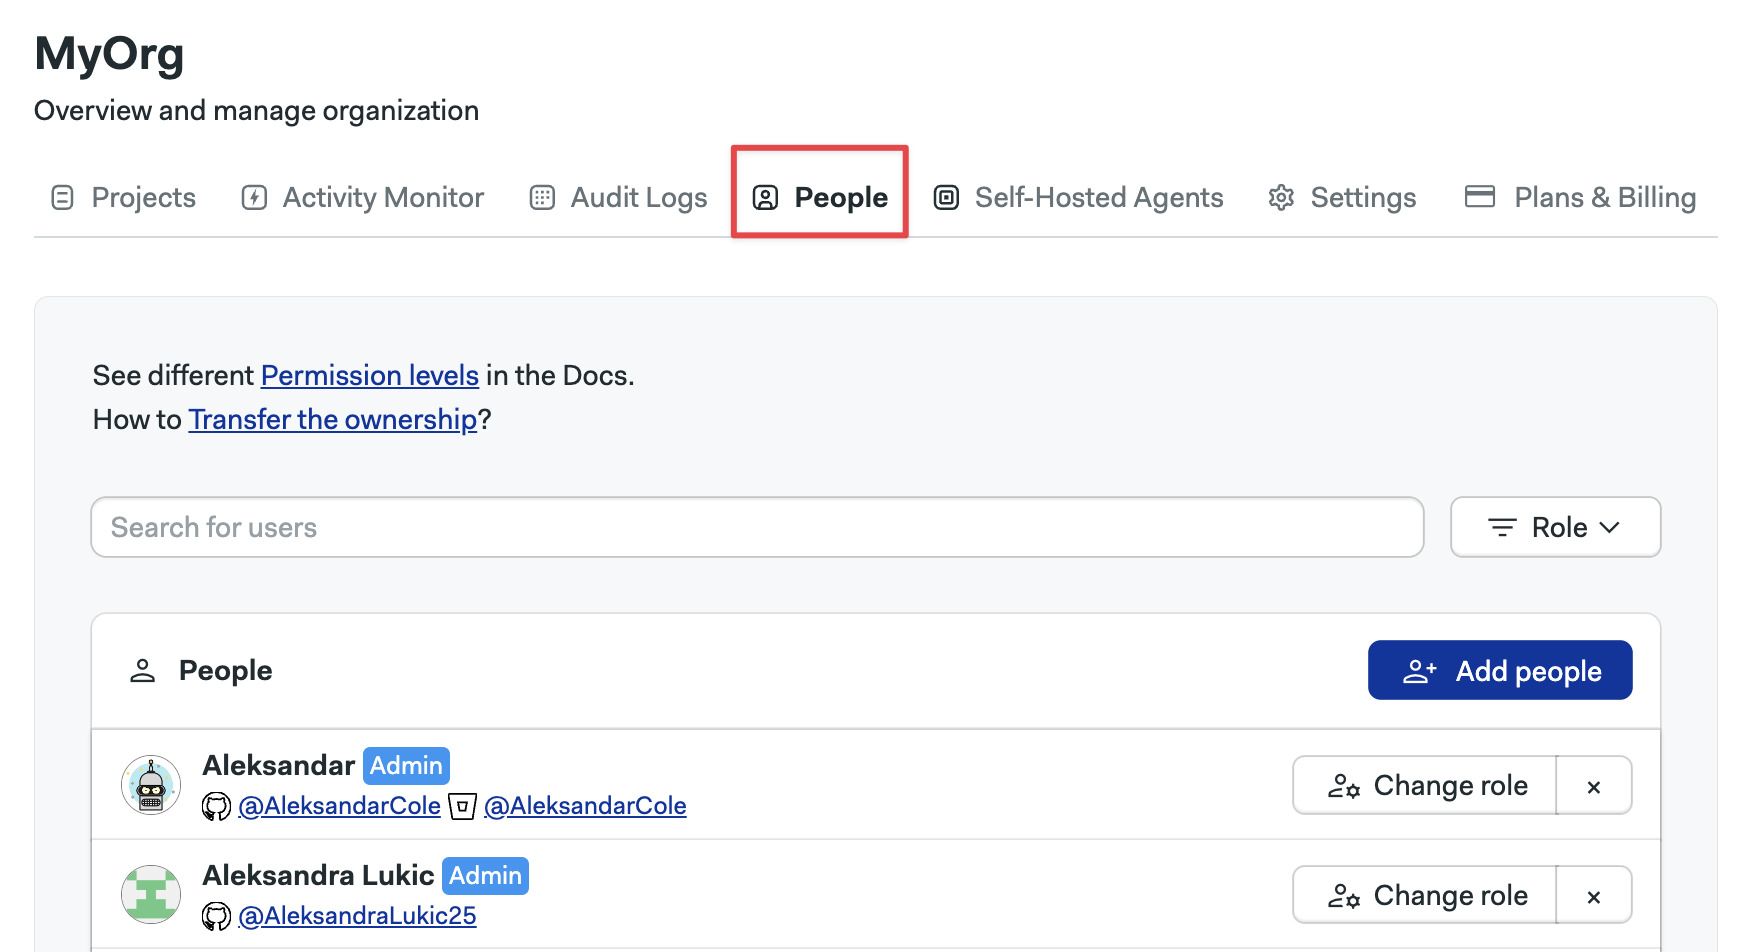 MyOrg
Overview and manage organization
Projects Activity Monitor Audit Logs People Self-Hosted Agents Settings Plans & Billing
See different Permission levels in the Docs.
How to Transfer the ownership?
Search for users Role
People Add people
Aleksandar Admin
@AleksandarCole @AleksandarCole
Change role ×
Aleksandra Lukic Admin
@AleksandraLukic25
Change role ×